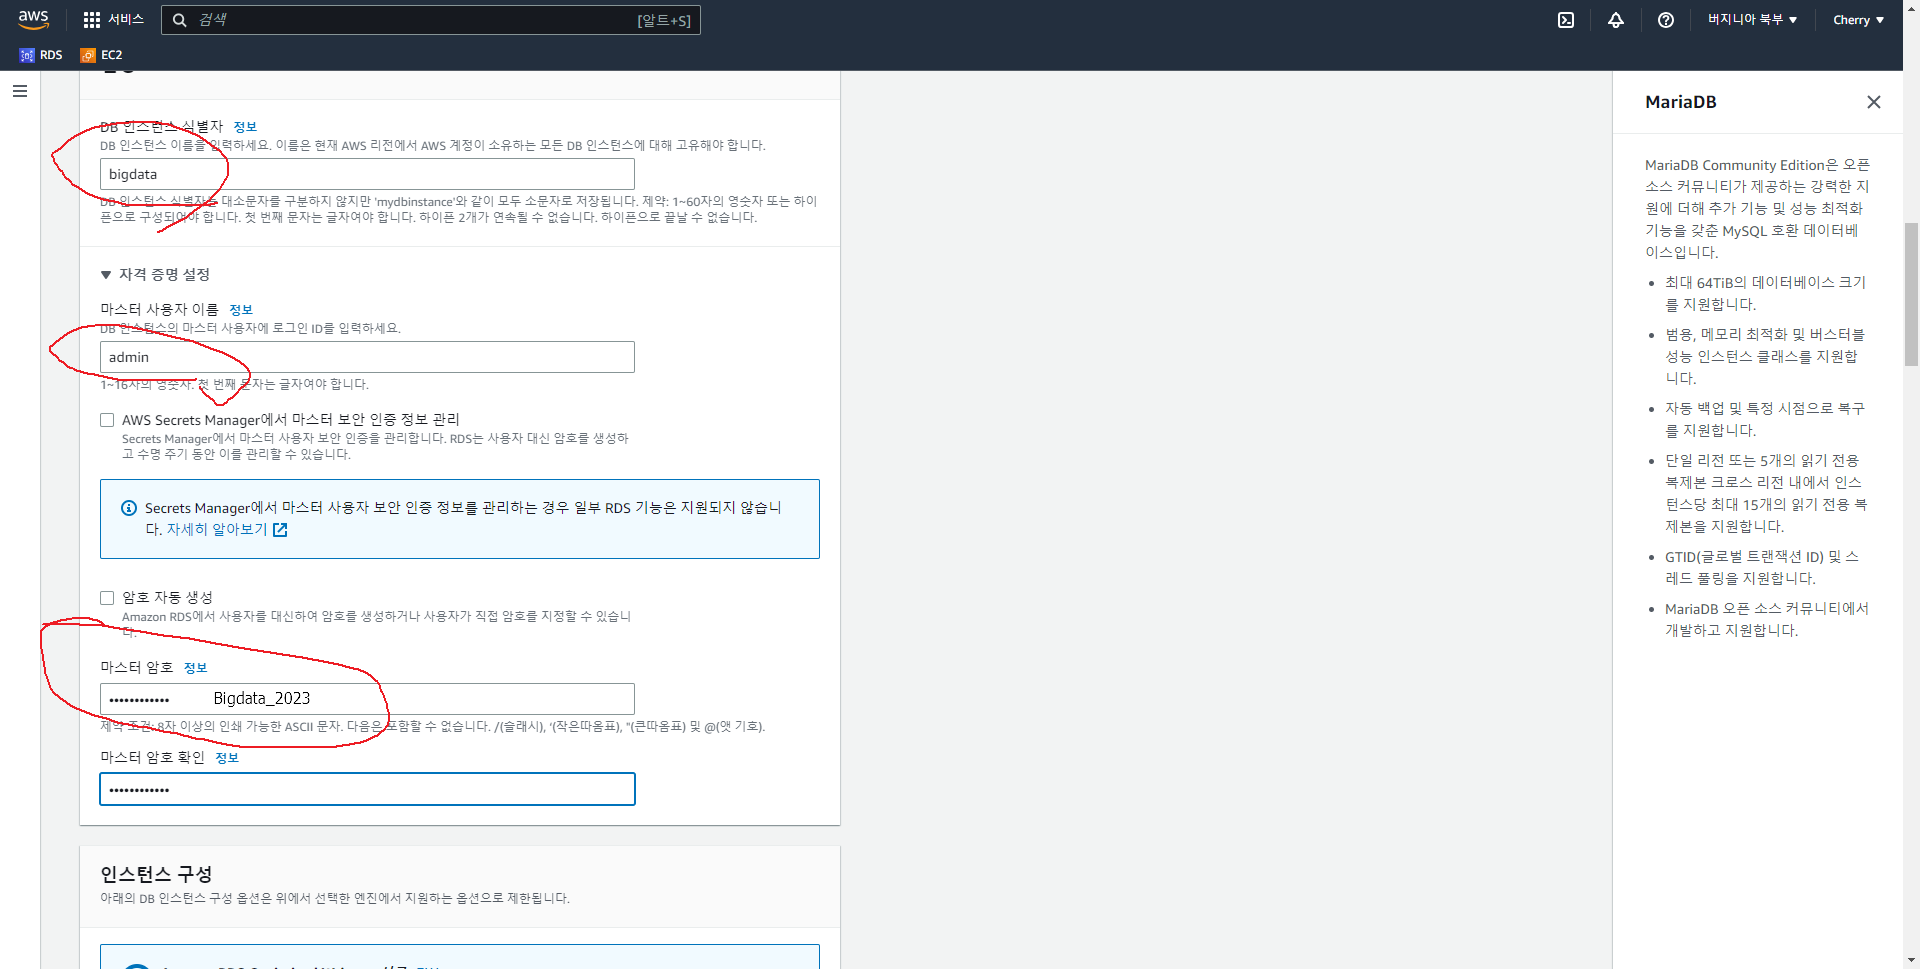 aws
서비스
검색
[알트+S]
버지니아 북부 ▼
Cherry ▼
RDS
EC2
DB 인스턴스 식별자 정보
DB 인스턴스 이름을 입력하세요. 이름은 현재 AWS 리전에서 AWS 계정이 소유하는 모든 DB 인스턴스에 대해 고유해야 합니다.
bigdata
DB 인스턴스 식별자는 대소문자를 구분하지 않지만 'mydbinstance'와 같이 모두 소문자로 저장됩니다. 제약: 1~60자의 영숫자 또는 하이
픈으로 구성되어야 합니다. 첫 번째 문자는 글자여야 합니다. 하이픈 2개가 연속될 수 없습니다. 하이픈으로 끝날 수 없습니다.
▼ 자격 증명 설정
마스터 사용자 이름 정보
DB 인스턴스의 마스터 사용자에 로그인 ID를 입력하세요.
admin
1~16자의 영숫자. 첫 번째 문자는 글자여야 합니다.
AWS Secrets Manager에서 마스터 보안 인증 정보 관리
Secrets Manager에서 마스터 사용자 보안 인증을 관리합니다. RDS는 사용자 대신 암호를 생성하
고 수명 주기 동안 이를 관리할 수 있습니다.
Secrets Manager에서 마스터 사용자 보안 인증 정보를 관리하는 경우 일부 RDS 기능은 지원되지 않습니
다. 자세히 알아보기
암호 자동 생성
Amazon RDS에서 사용자를 대신하여 암호를 생성하거나 사용자가 직접 암호를 지정할 수 있습니
다.
마스터 암호 정보
•••••••••••• Bigdata_2023
제약 조건: 8자 이상의 인쇄 가능한 ASCII 문자. 다음은 포함할 수 없습니다. /(슬래시), '(작은따옴표), "(큰따옴표) 및 @(앳 기호).
마스터 암호 확인 정보
••••••••••••
인스턴스 구성
아래의 DB 인스턴스 구성 옵션은 위에서 선택한 엔진에서 지원하는 옵션으로 제한됩니다.
MariaDB
MariaDB Community Edition은 오픈
소스 커뮤니티가 제공하는 강력한 지
원에 더해 추가 기능 및 성능 최적화
기능을 갖춘 MySQL 호환 데이터베
이스입니다.
• 최대 64TiB의 데이터베이스 크기
를 지원합니다.
• 범용, 메모리 최적화 및 버스터블
성능 인스턴스 클래스를 지원합
니다.
• 자동 백업 및 특정 시점으로 복구
를 지원합니다.
• 단일 리전 또는 5개의 읽기 전용
복제본 크로스 리전 내에서 인스
턴스당 최대 15개의 읽기 전용 복
제본을 지원합니다.
• GTID(글로벌 트랜잭션 ID) 및 스
레드 풀링을 지원합니다.
• MariaDB 오픈 소스 커뮤니티에서
개발하고 지원합니다.